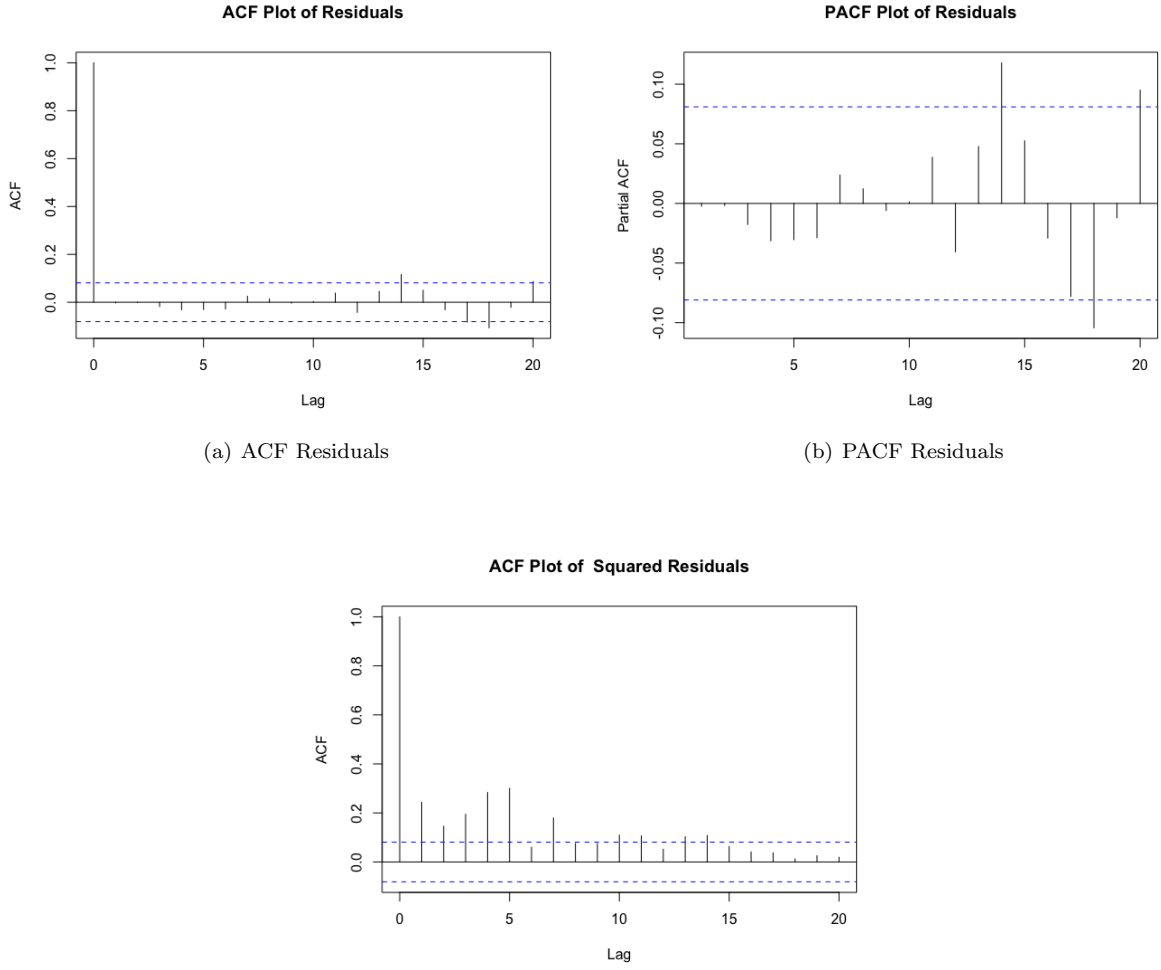 ACF Plot of Residuals
ACF
1.0
0.8
0.6
0.4
0.2
0.0
0 5 10 15 20
Lag
(a) ACF Residuals
PACF Plot of Residuals
Partial ACF
0.10
0.05
0.00
-0.05
-0.10
5 10 15 20
Lag
(b) PACF Residuals
ACF Plot of  Squared Residuals
ACF
1.0
0.8
0.6
0.4
0.2
0.0
0 5 10 15 20
Lag